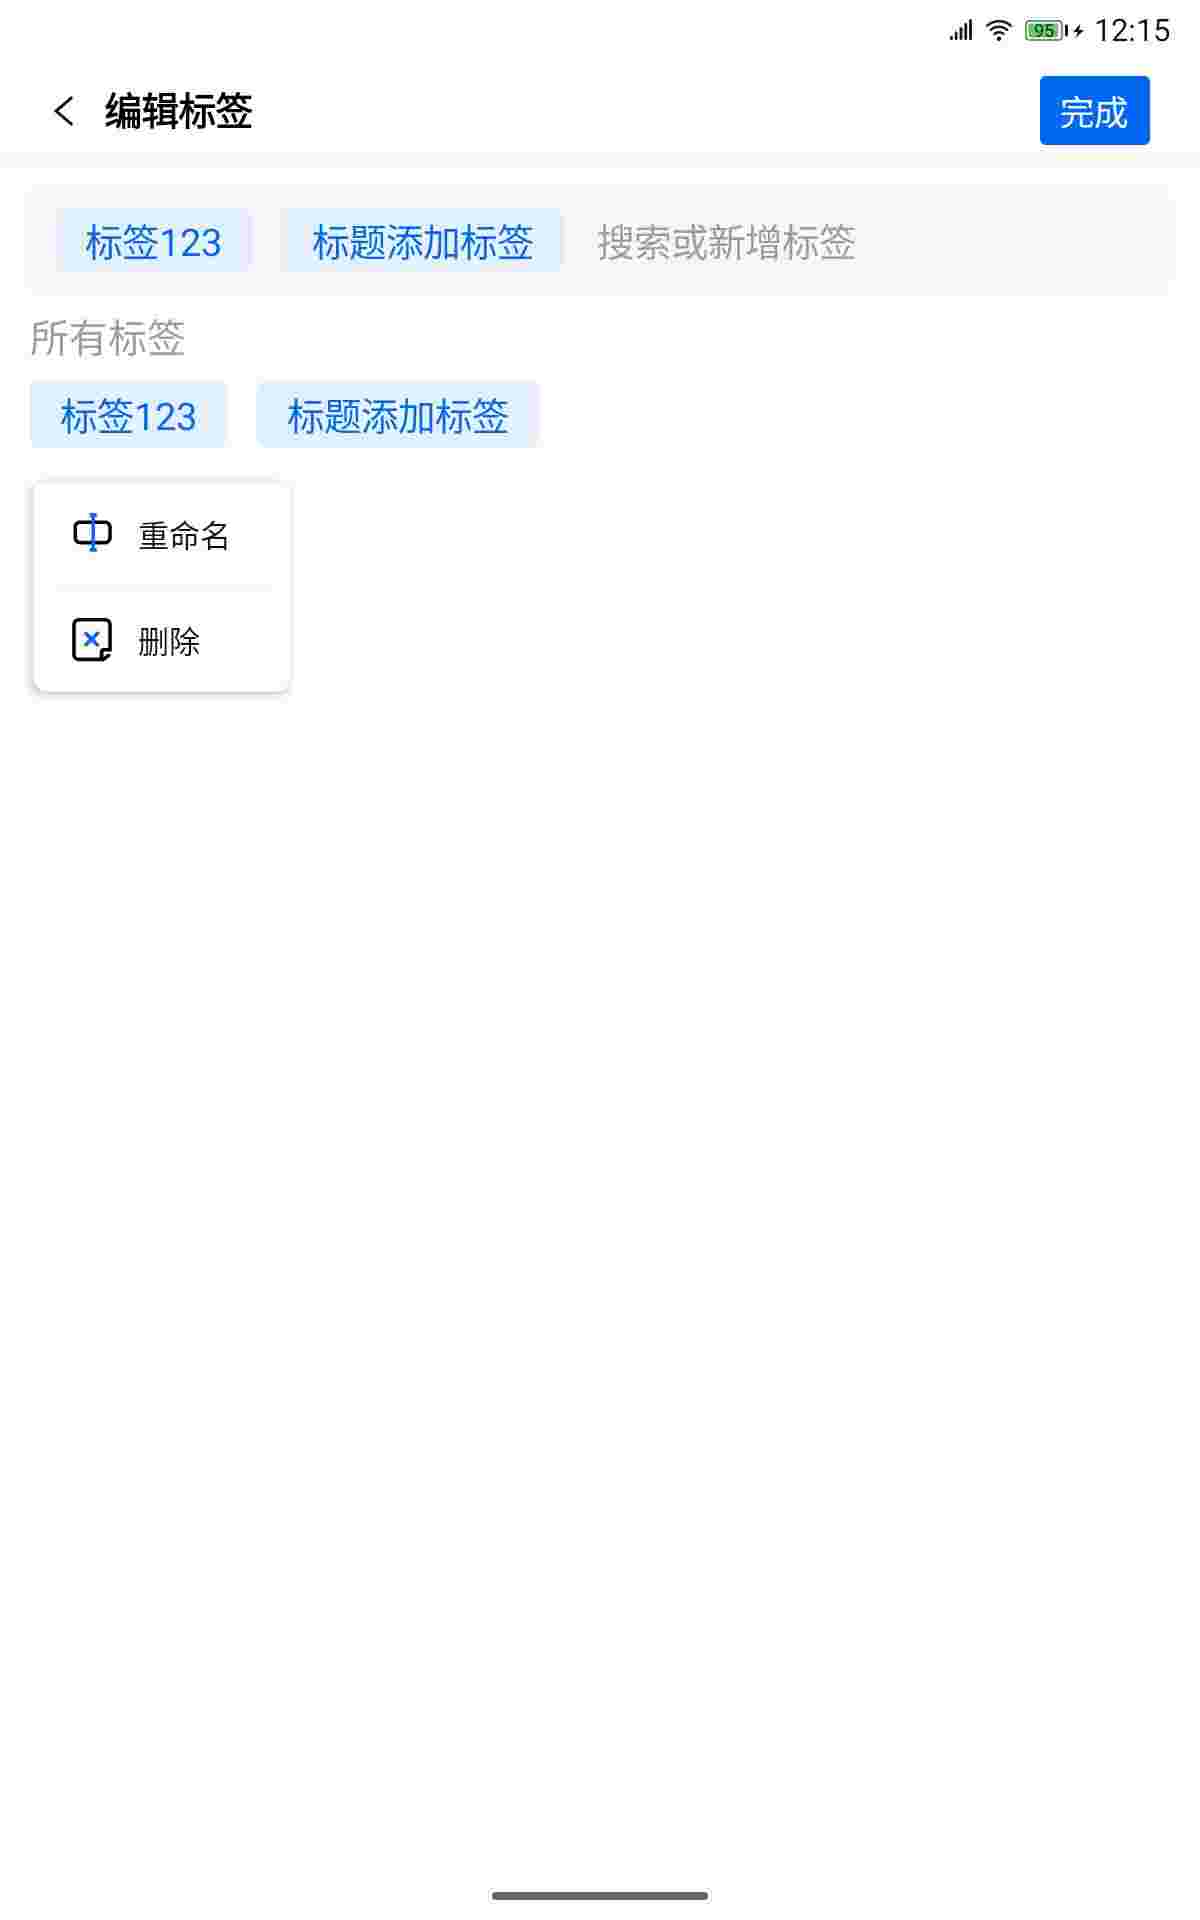 95 12:15
编辑标签 完成
标签123 标题添加标签 搜索或新增标签
所有标签
标签123 标题添加标签
重命名
删除